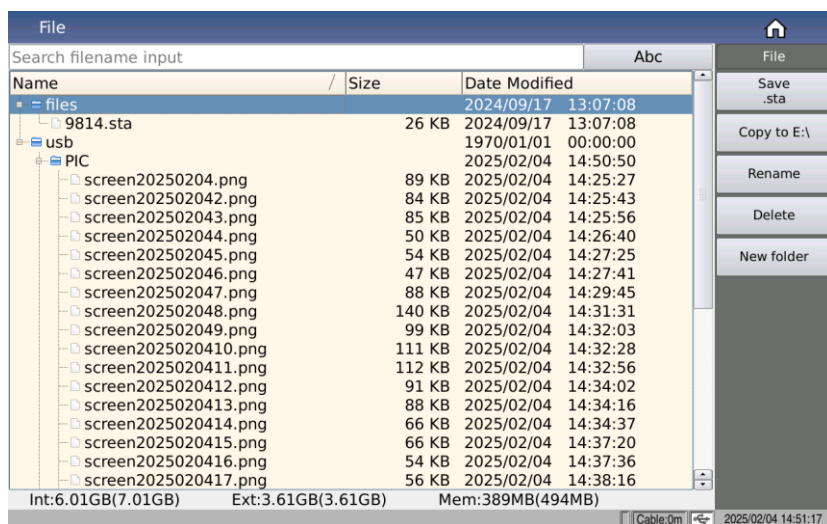 File
Search filename input Abc File
Name / Size Date Modified
Save
.sta
files 2024/09/17 13:07:08
9814.sta 26 KB 2024/09/17 13:07:08
Copy to E:\
usb 1970/01/01 00:00:00
PIC 2025/02/04 14:50:50
screen20250204.png 89 KB 2025/02/04 14:25:27
Rename
screen202502042.png 84 KB 2025/02/04 14:25:43
screen202502043.png 85 KB 2025/02/04 14:25:56
Delete
screen202502044.png 50 KB 2025/02/04 14:26:40
screen202502045.png 54 KB 2025/02/04 14:27:25
New folder
screen202502046.png 47 KB 2025/02/04 14:27:41
screen202502047.png 88 KB 2025/02/04 14:29:45
screen202502048.png 140 KB 2025/02/04 14:31:31
screen202502049.png 99 KB 2025/02/04 14:32:03
screen2025020410.png 111 KB 2025/02/04 14:32:28
screen2025020411.png 112 KB 2025/02/04 14:32:56
screen2025020412.png 91 KB 2025/02/04 14:34:02
screen2025020413.png 88 KB 2025/02/04 14:34:16
screen2025020414.png 66 KB 2025/02/04 14:34:37
screen2025020415.png 66 KB 2025/02/04 14:37:20
screen2025020416.png 54 KB 2025/02/04 14:37:36
screen2025020417.png 56 KB 2025/02/04 14:38:16
Int:6.01GB(7.01GB) Ext:3.61GB(3.61GB) Mem:389MB(494MB)
Cable:0m 2025/02/04 14:51:17